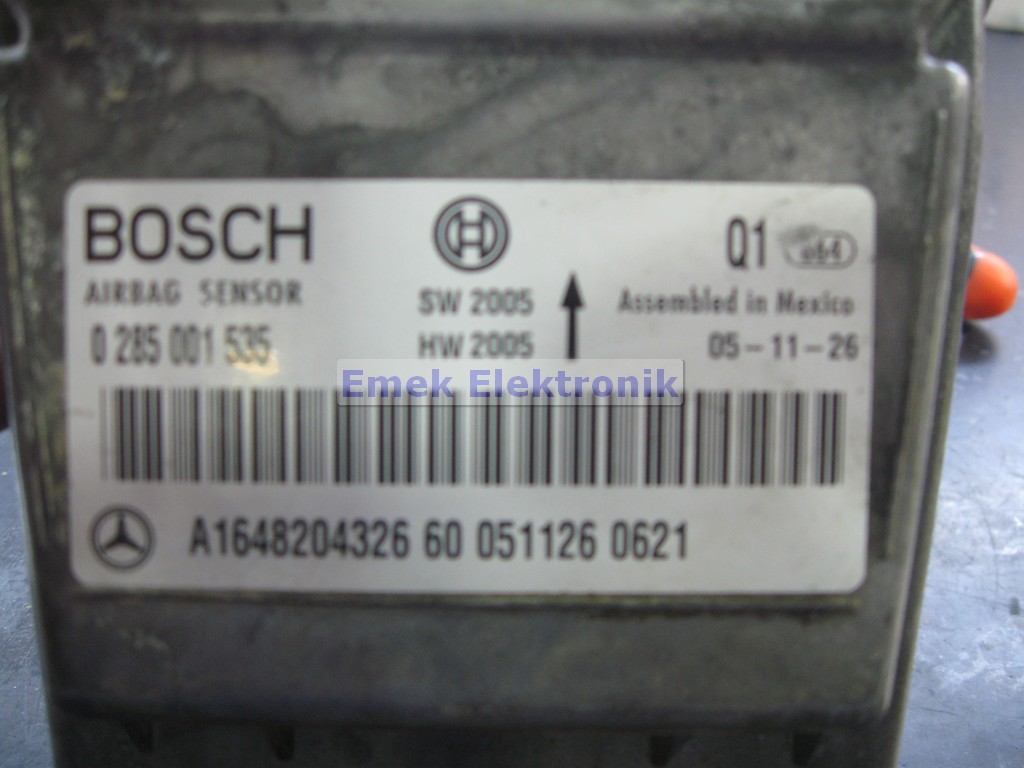 BOSCH
Q1
AIRBAG SENSOR
SW 2005
Assembled in Mexico
0 285 001 535
HW 2005
05-11-26
Emek Elektronik
A1648204326 60 051126 0621